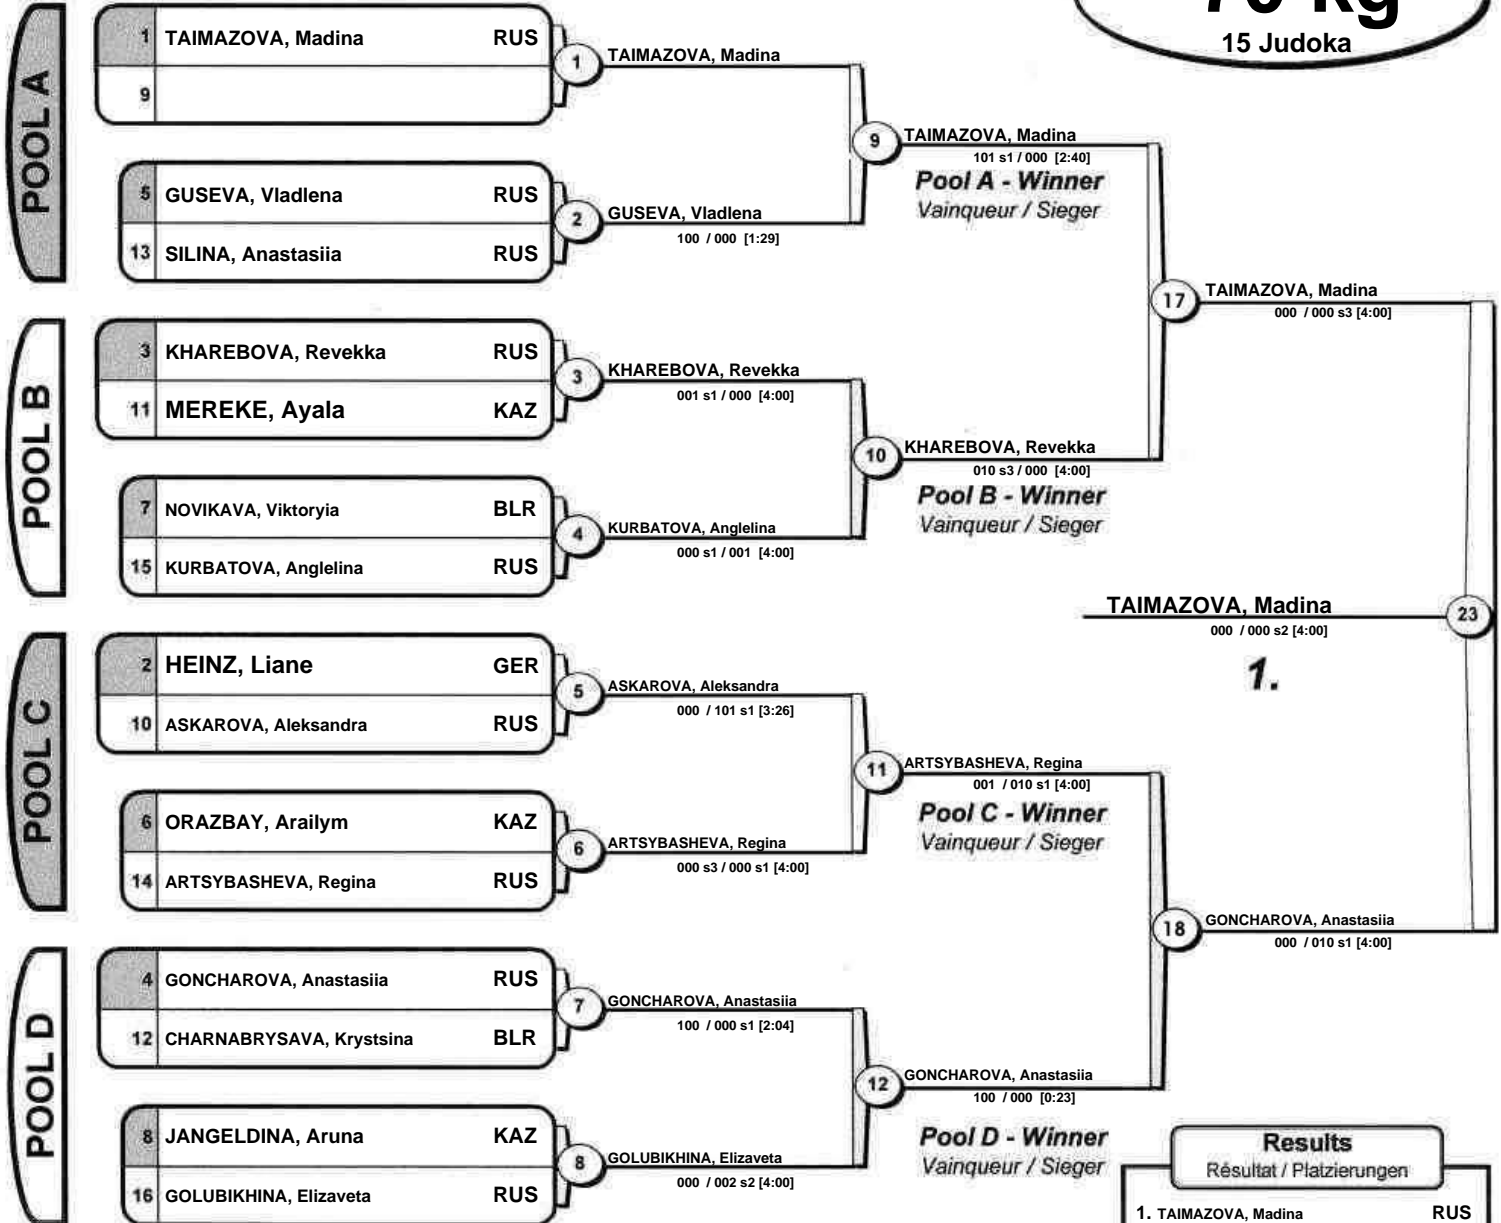 15 Judoka
POOL A
1 TAIMAZOVA, Madina RUS
9
1
TAIMAZOVA, Madina
5 GUSEVA, Vladlena RUS
13 SILINA, Anastasiia RUS
2
GUSEVA, Vladlena
100 / 000 [1:29]
9
TAIMAZOVA, Madina
101 s1 / 000 [2:40]
Pool A - Winner
Vainqueur / Sieger
POOL B
3 KHAREBOVA, Revekka RUS
11 MEREKE, Ayala KAZ
3
KHAREBOVA, Revekka
001 s1 / 000 [4:00]
7 NOVIKAVA, Viktoryia BLR
15 KURBATOVA, Anglelina RUS
4
KURBATOVA, Anglelina
000 s1 / 001 [4:00]
10
KHAREBOVA, Revekka
010 s3 / 000 [4:00]
Pool B - Winner
Vainqueur / Sieger
17
TAIMAZOVA, Madina
000 / 000 s3 [4:00]
TAIMAZOVA, Madina
23
000 / 000 s2 [4:00]
1.
POOL C
2 HEINZ, Liane GER
10 ASKAROVA, Aleksandra RUS
5
ASKAROVA, Aleksandra
000 / 101 s1 [3:26]
6 ORAZBAY, Arailym KAZ
14 ARTSYBASHEVA, Regina RUS
6
ARTSYBASHEVA, Regina
000 s3 / 000 s1 [4:00]
11
ARTSYBASHEVA, Regina
001 / 010 s1 [4:00]
Pool C - Winner
Vainqueur / Sieger
POOL D
4 GONCHAROVA, Anastasiia RUS
12 CHARNABRYSAVA, Krystsina BLR
7
GONCHAROVA, Anastasiia
100 / 000 s1 [2:04]
8 JANGELDINA, Aruna KAZ
16 GOLUBIKHINA, Elizaveta RUS
8
GOLUBIKHINA, Elizaveta
000 / 002 s2 [4:00]
12
GONCHAROVA, Anastasiia
100 / 000 [0:23]
Pool D - Winner
Vainqueur / Sieger
18
GONCHAROVA, Anastasiia
000 / 010 s1 [4:00]
Results
Résultat / Platzierungen
1. TAIMAZOVA, Madina RUS